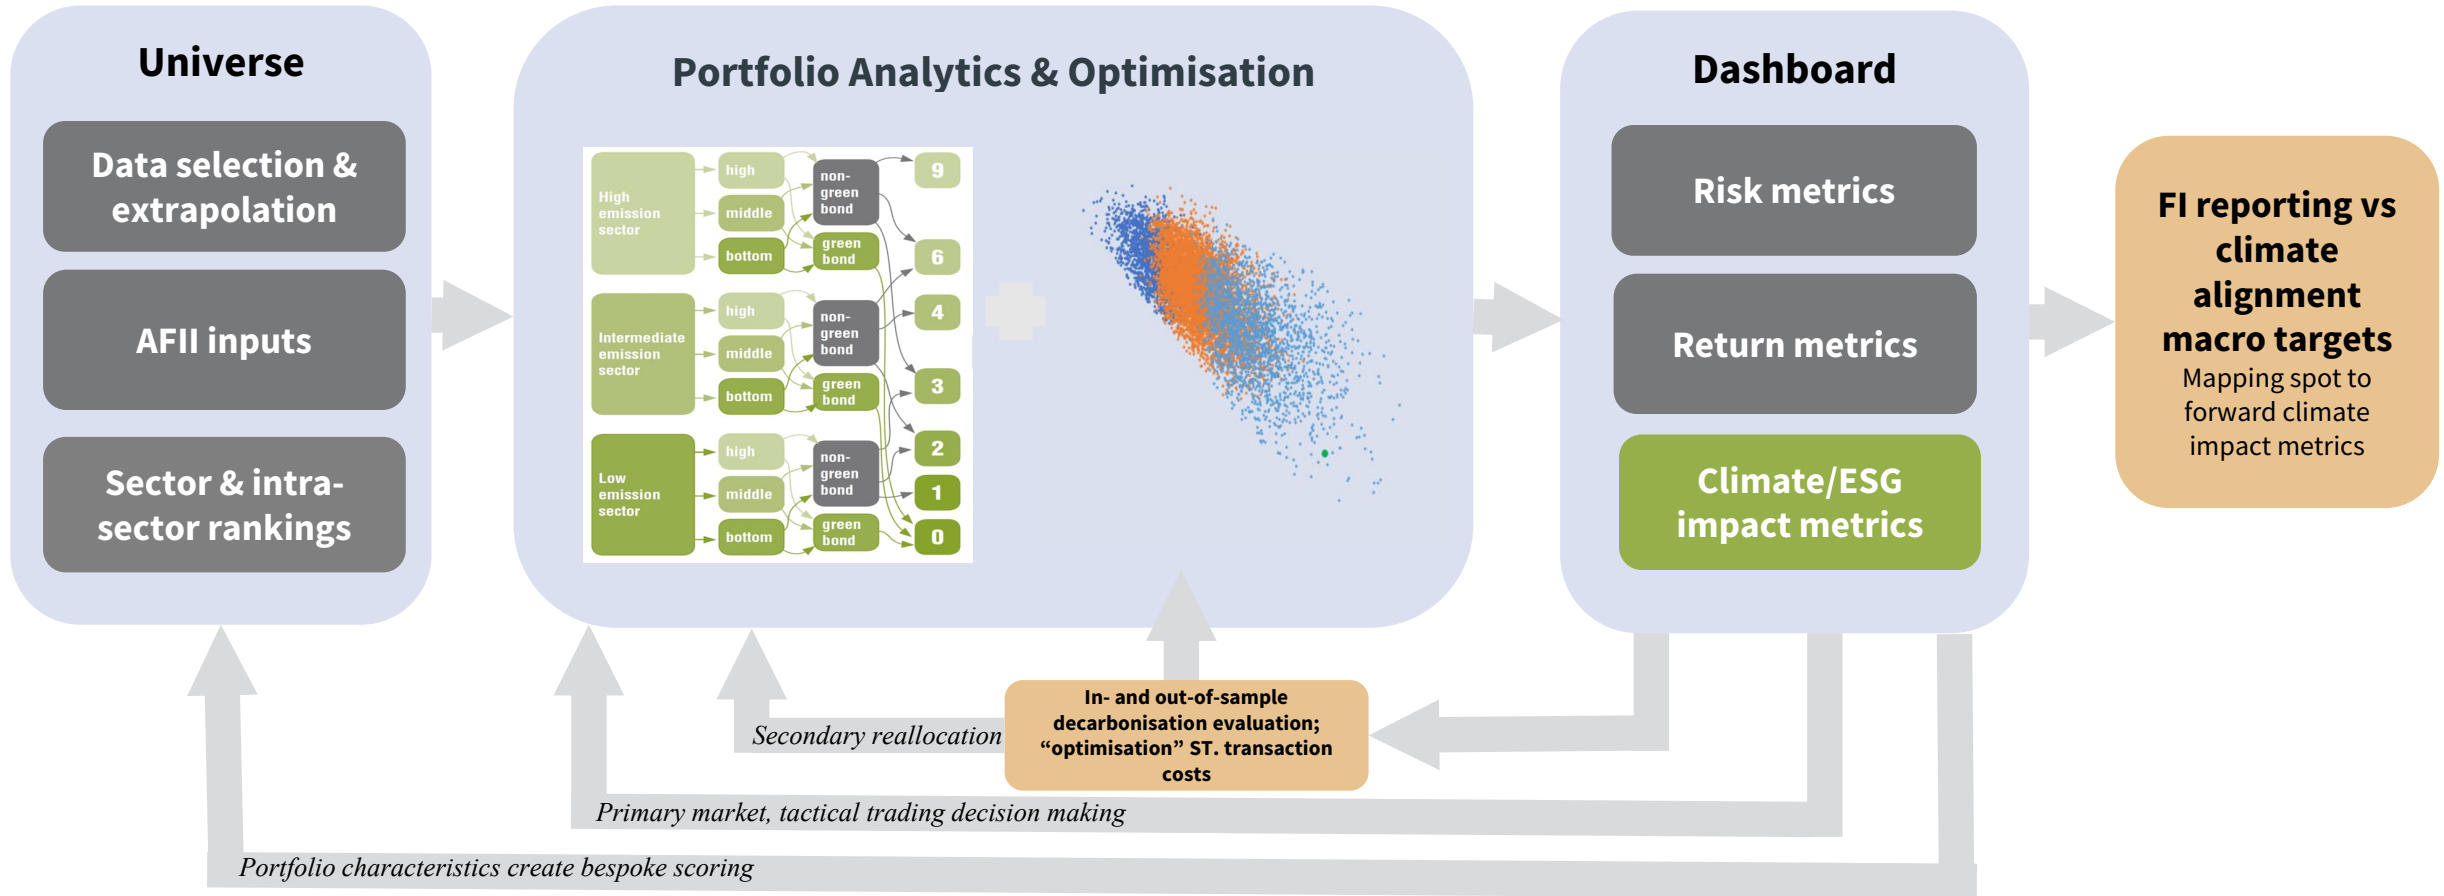 Universe
Data selection &
extrapolation
AFII inputs
Sector & intra-
sector rankings
Portfolio Analytics & Optimisation
High
emission
sector
high
middle
bottom
non-
green
bond
green
bond
Intermediate
emission
sector
high
middle
bottom
non-
green
bond
green
bond
Low
emission
sector
high
middle
bottom
non-
green
bond
green
bond
9
6
4
3
2
1
0
Dashboard
Risk metrics
Return metrics
Climate/ESG
impact metrics
FI reporting vs
climate
alignment
macro targets
Mapping spot to
forward climate
impact metrics
In- and out-of-sample
decarbonisation evaluation;
“optimisation” ST. transaction
costs
Secondary reallocation
Primary market, tactical trading decision making
Portfolio characteristics create bespoke scoring